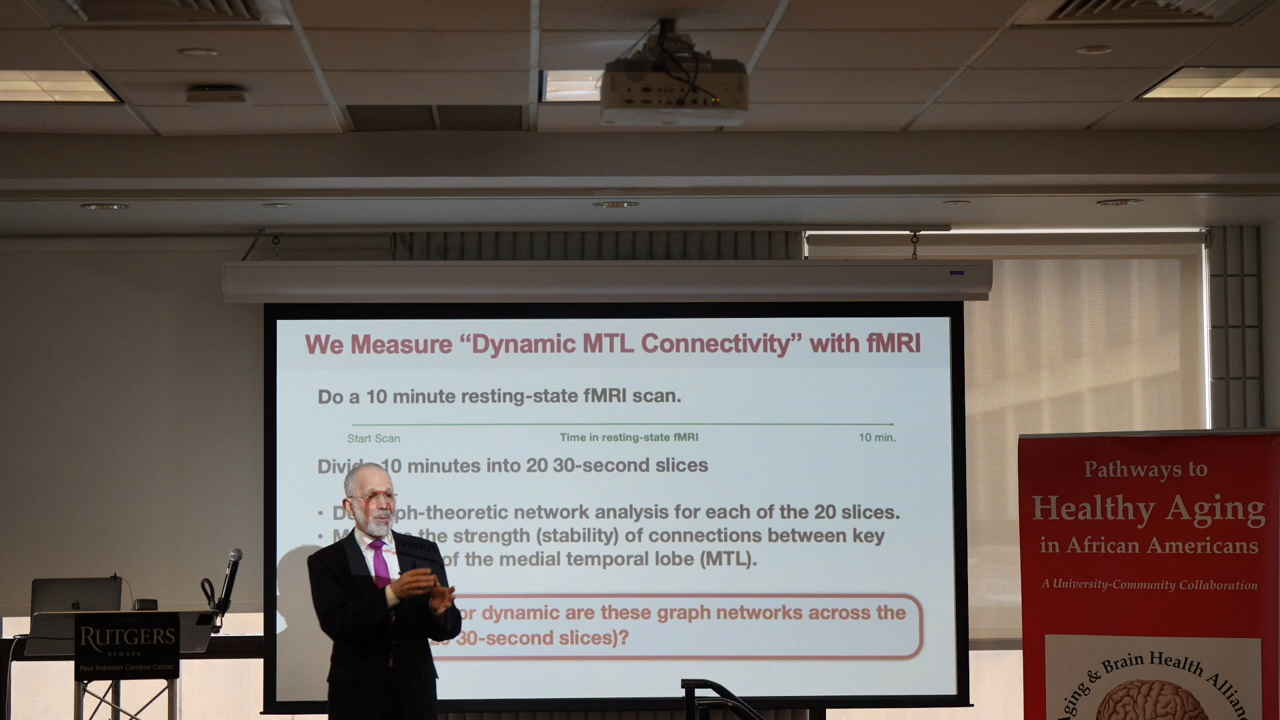 We Measure “Dynamic MTL Connectivity” with fMRI
Do a 10 minute resting-state fMRI scan.
Start Scan Time in resting-state fMRI 10 min.
10 minutes into 20 30-second slices
network analysis for each of the 20 slices.
the strength (stability) of connections between key
of the medial temporal lobe (MTL).
or dynamic are these graph networks across the
30-second slices)?
RUTGERS
NEWARK
Paul Robeson Campus Center
Pathways to
Healthy Aging
in African Americans
A University-Community Collaboration
Aging & Brain Health